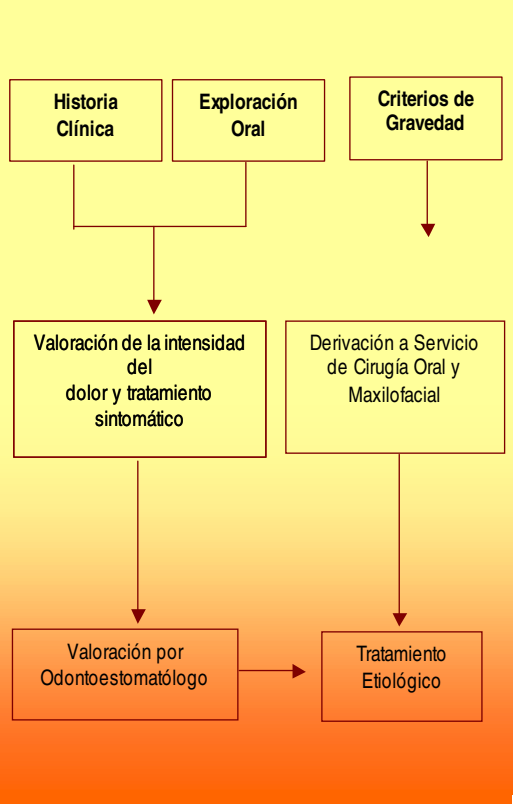 Historia
Clínica
Exploración
Oral
Criterios de
Gravedad
Valoración de la intensidad
del
dolor y tratamiento
sintomático
Derivación a Servicio
de Cirugía Oral y
Maxilofacial
Valoración por
Odontoestomatólogo
Tratamiento
Etiológico